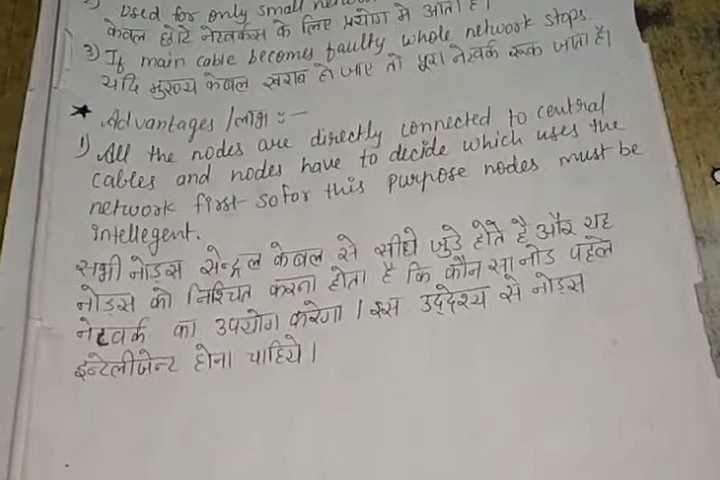 2) Used for only small
केवल छोटे नेटवर्कस के लिए प्रयोग मे आता है।
3) If main cable becomes faulty whole network stops
यदि मुख्य केबल खराब हो जाए तो पूरा नेटवर्क रूक जाता है।
★ Advantages / लाभ :-
1) All the nodes are directly connected to central
cables and nodes have to decide which uses the
network first - so for this purpose nodes must be
intellegent.
सभी नोड्स सेन्ट्रल केबल से सीधे जुडे होते है और यह
नोड्स को निश्चित करना होता है कि कौन सा नोड पहले
नेटवर्क का उपयोग करेगा । इस उद्देश्य से नोड्स
इन्टेलीजेन्ट होना चाहिये ।